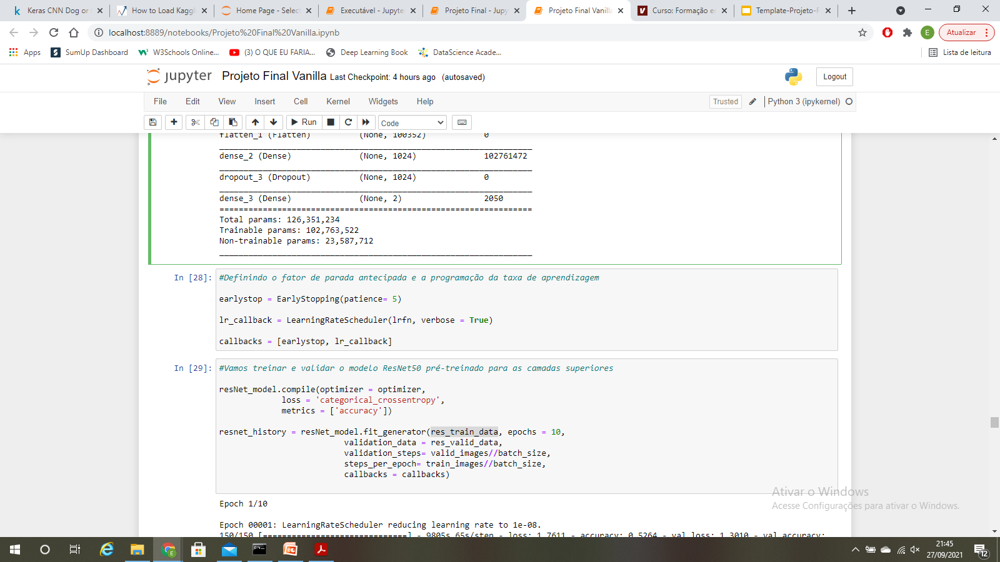 Keras CNN Dog or
How to Load Kaggl
Home Page - Select
Executável - Jupyte
Projeto Final - Jupy
Projeto Final Vanilla
Curso: Formação e
Template-Projeto-F
localhost:8889/notebooks/Projeto%20Final%20Vanilla.ipynb
E
Atualizar
Apps
SumUp Dashboard
W3Schools Online...
(3) O QUE EU FARIA...
Deep Learning Book
DataScience Acade...
Lista de leitura
jupyter Projeto Final Vanilla Last Checkpoint: 4 hours ago (autosaved)
Logout
File Edit View Insert Cell Kernel Widgets Help
Trusted
Python 3 (ipykernel)
Run
Code
flatten_1 (Flatten) (None, 100352) 0
dense_2 (Dense) (None, 1024) 102761472
dropout_3 (Dropout) (None, 1024) 0
dense_3 (Dense) (None, 2) 2050
=================================================================
Total params: 126,351,234
Trainable params: 102,763,522
Non-trainable params: 23,587,712
In [28]: #Definindo o fator de parada antecipada e a programação da taxa de aprendizagem
earlystop = EarlyStopping(patience= 5)
lr_callback = LearningRateScheduler(lrfn, verbose = True)
callbacks = [earlystop, lr_callback]
In [29]: #Vamos treinar e validar o modelo ResNet50 pré-treinado para as camadas superiores
resNet_model.compile(optimizer = optimizer,
loss = 'categorical_crossentropy',
metrics = ['accuracy'])
resnet_history = resNet_model.fit_generator(res_train_data, epochs = 10,
validation_data = res_valid_data,
validation_steps= valid_images//batch_size,
steps_per_epoch= train_images//batch_size,
callbacks = callbacks)
Epoch 1/10
Epoch 00001: LearningRateScheduler reducing learning rate to 1e-08.
150/150 [==============================] - 9805s 65s/step - loss: 1.7611 - accuracy: 0.5264 - val_loss: 1.3010 - val_accuracy:
Ativar o Windows
Acesse Configurações para ativar o Windows.
21:45
27/09/2021
12